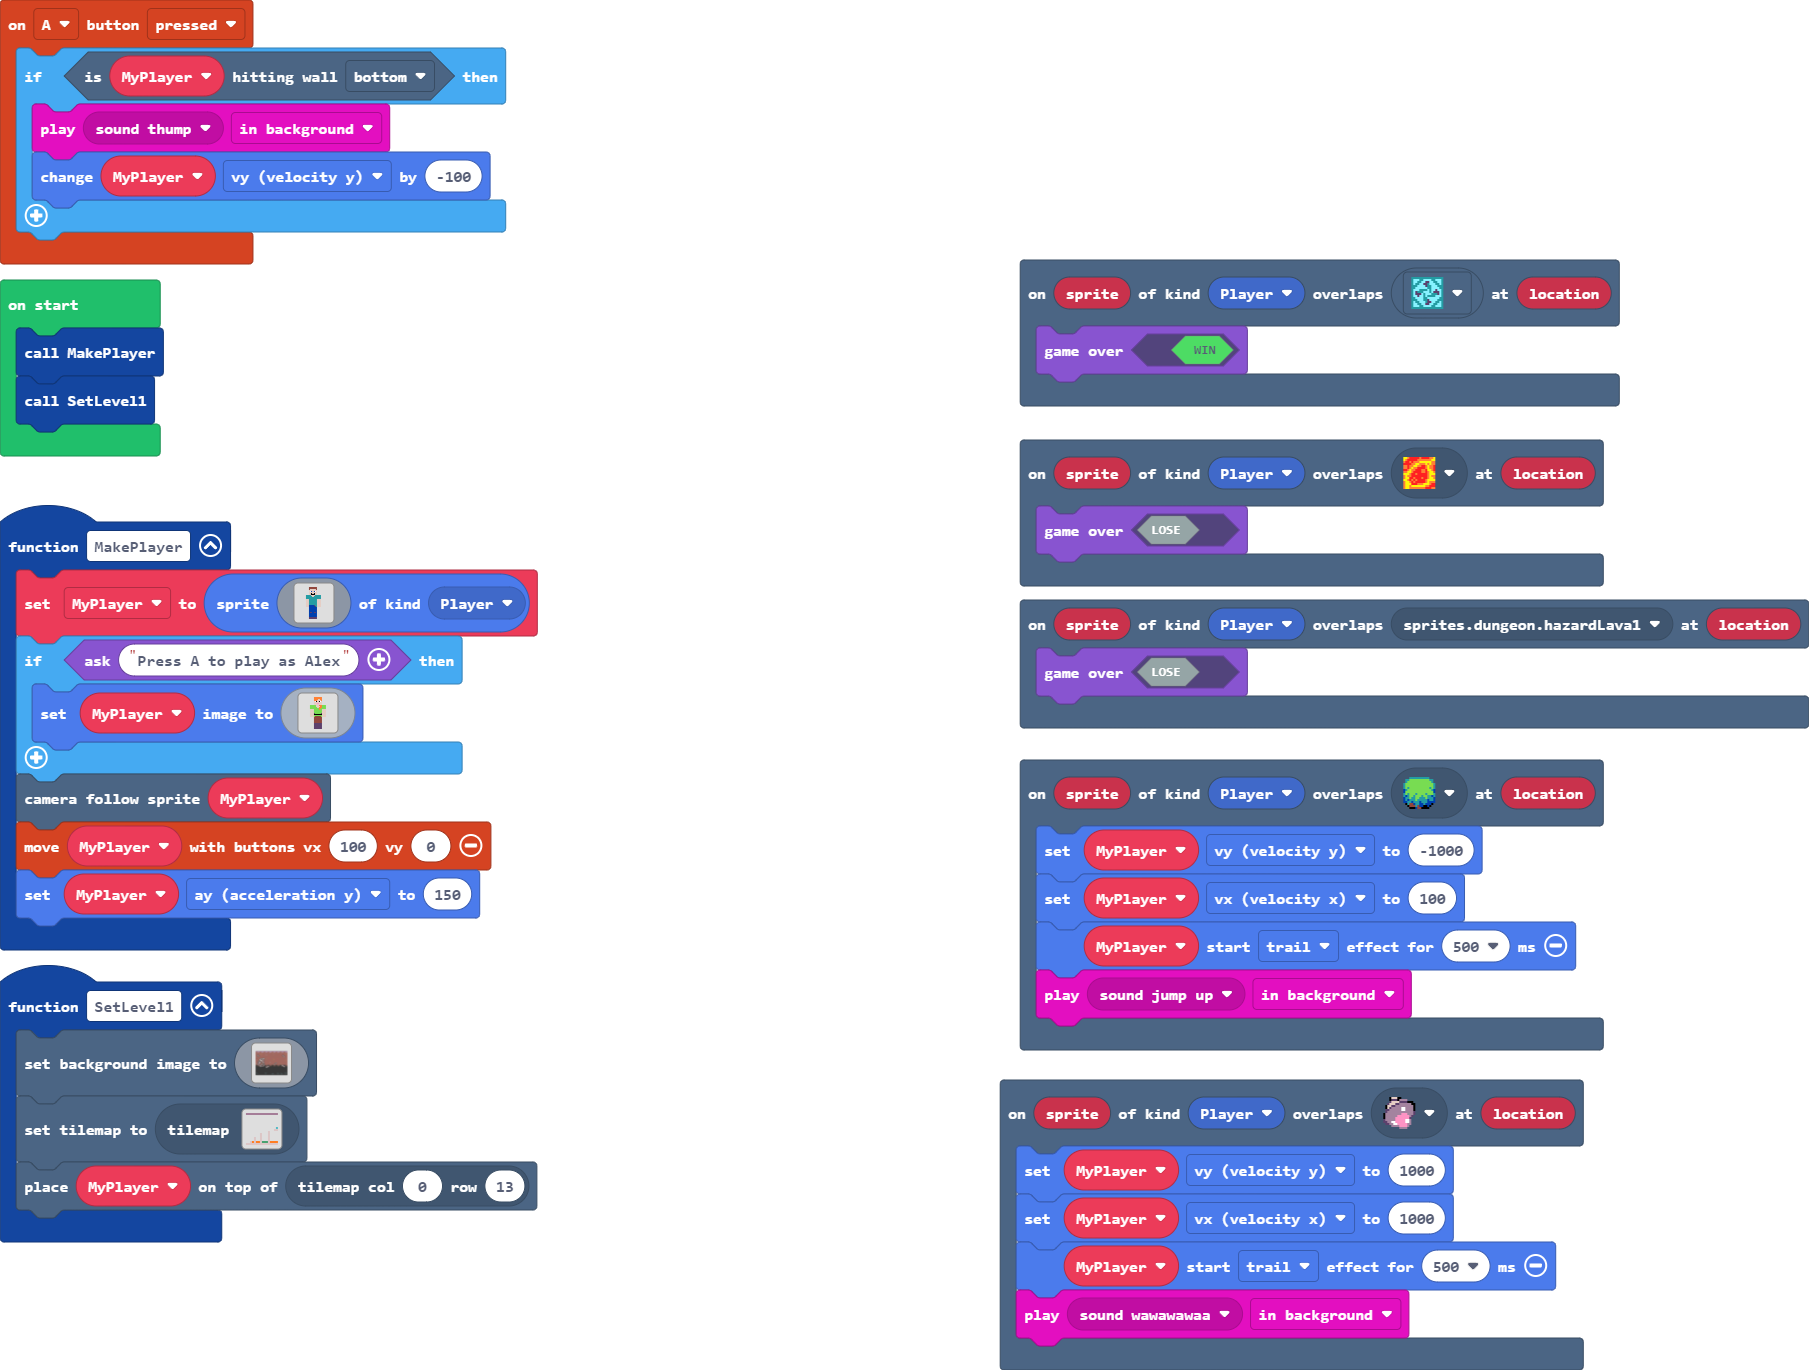 on A button pressed
if is MyPlayer hitting wall bottom then
play sound thump in background
change MyPlayer vy (velocity y) by -100
on start
call MakePlayer
call SetLevel1
function MakePlayer
set MyPlayer to sprite of kind Player
if ask "Press A to play as Alex" then
set MyPlayer image to
camera follow sprite MyPlayer
move MyPlayer with buttons vx 100 vy 0
set MyPlayer ay (acceleration y) to 150
function SetLevel1
set background image to
set tilemap to tilemap
place MyPlayer on top of tilemap col 0 row 13
on sprite of kind Player overlaps at location
game over WIN
on sprite of kind Player overlaps at location
game over LOSE
on sprite of kind Player overlaps sprites.dungeon.hazardLava1 at location
game over LOSE
on sprite of kind Player overlaps at location
set MyPlayer vy (velocity y) to -1000
set MyPlayer vx (velocity x) to 100
MyPlayer start trail effect for 500 ms
play sound jump up in background
on sprite of kind Player overlaps at location
set MyPlayer vy (velocity y) to 1000
set MyPlayer vx (velocity x) to 1000
MyPlayer start trail effect for 500 ms
play sound wawawawaa in background